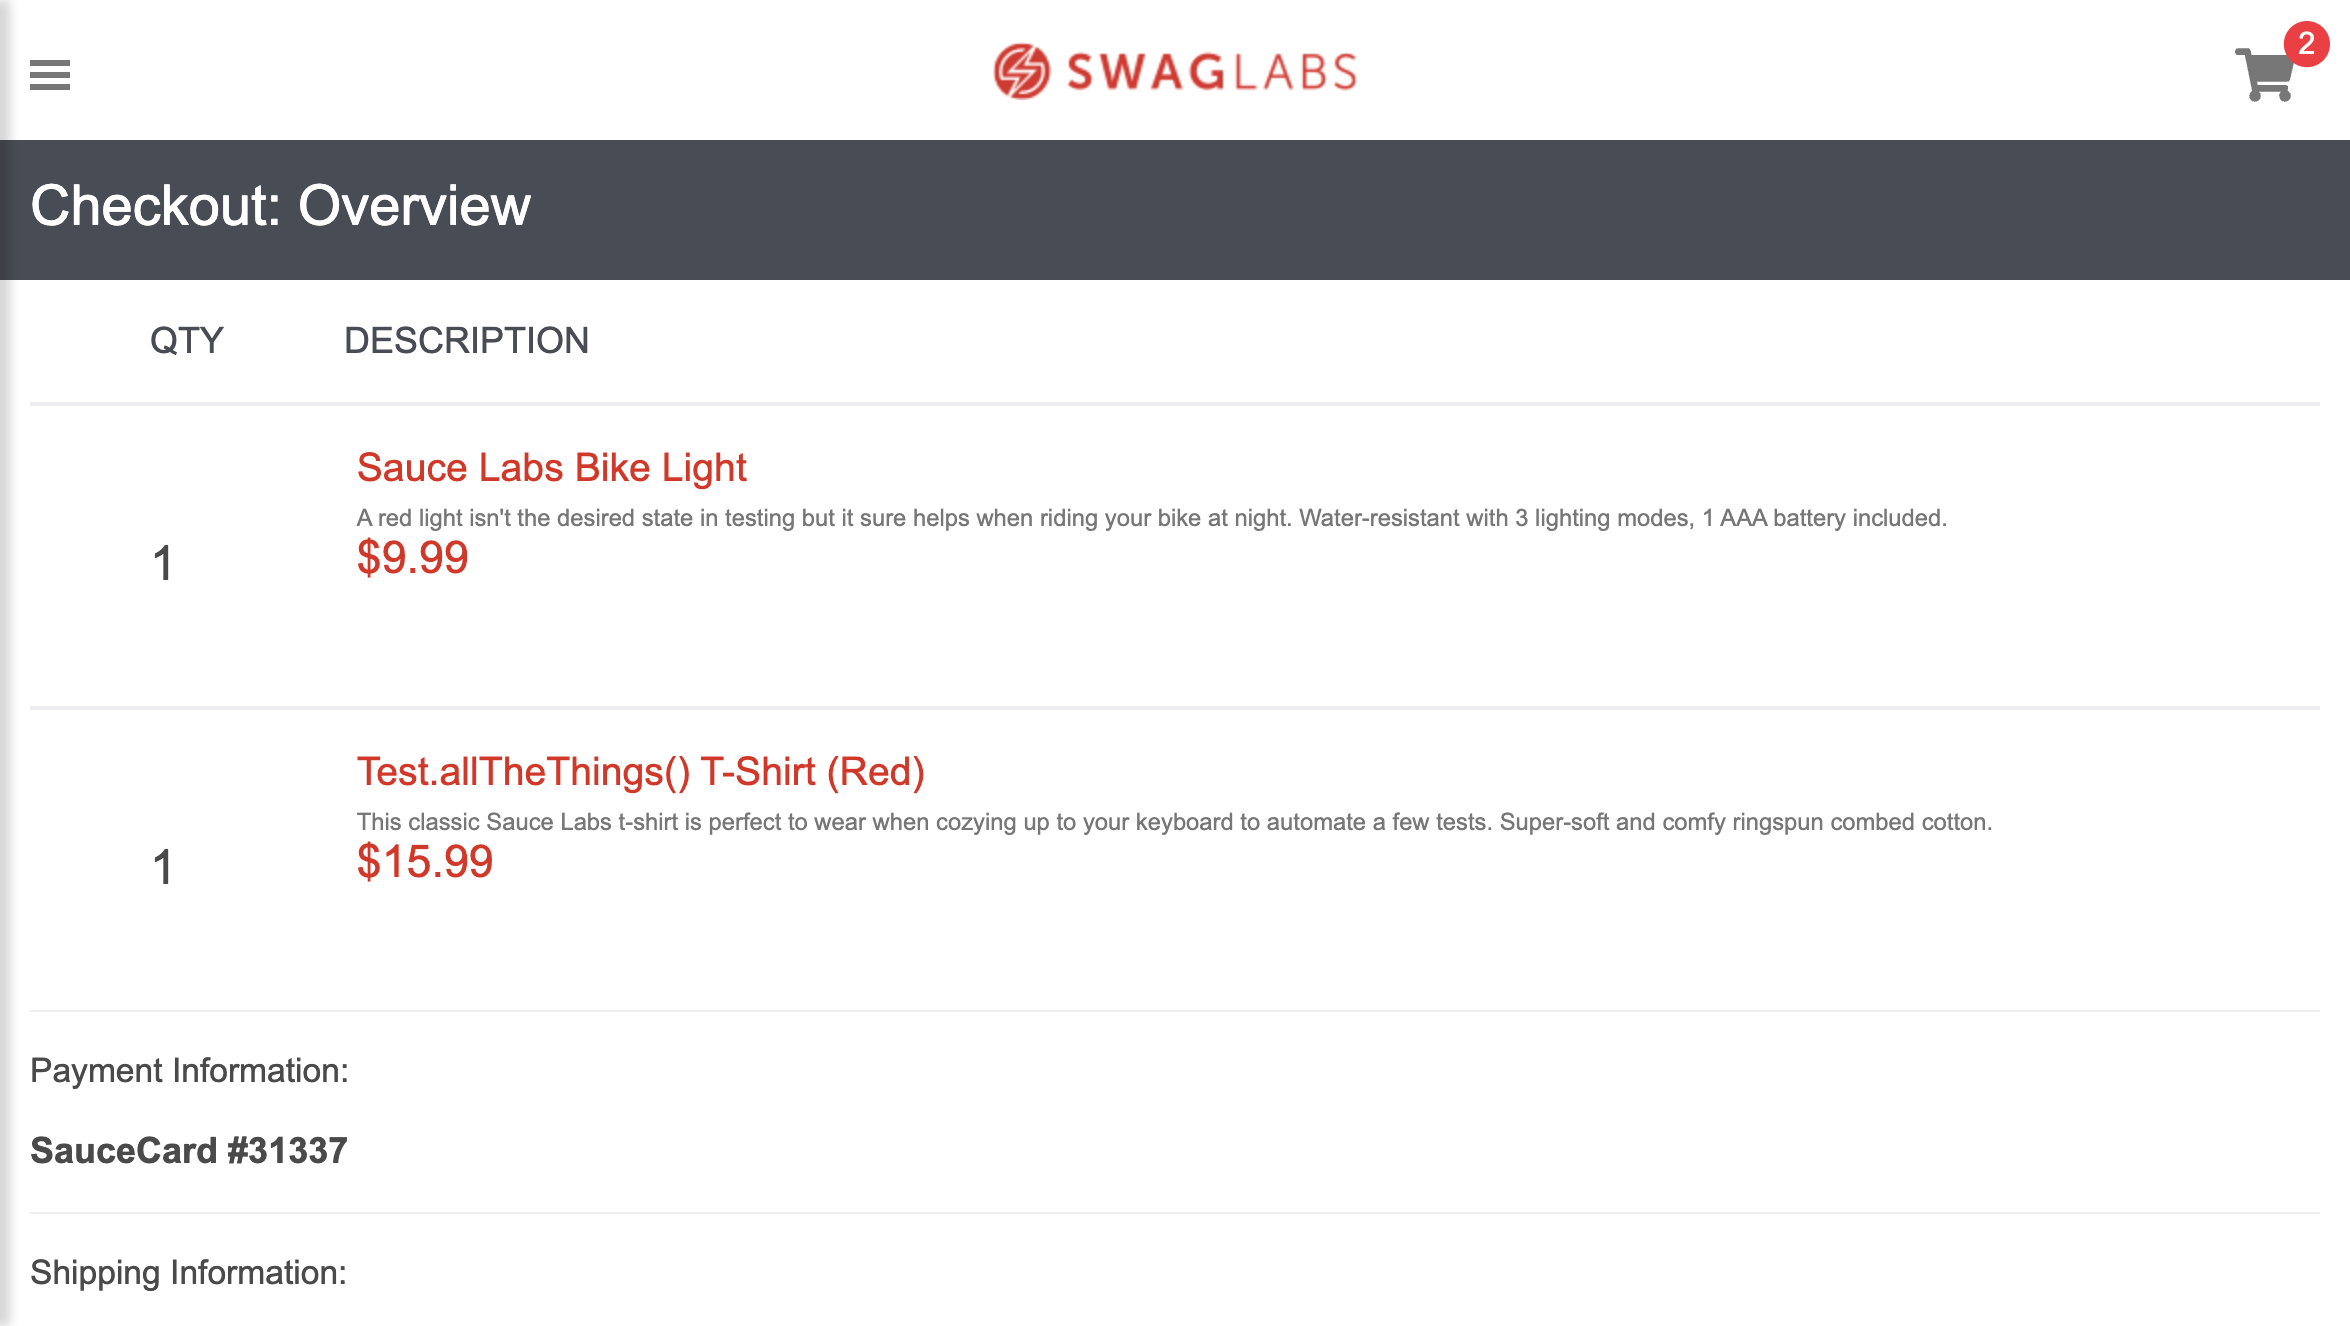 SWAGLABS
2
Checkout: Overview
QTY DESCRIPTION
Sauce Labs Bike Light
A red light isn't the desired state in testing but it sure helps when riding your bike at night. Water-resistant with 3 lighting modes, 1 AAA battery included.
1
$9.99
Test.allTheThings() T-Shirt (Red)
This classic Sauce Labs t-shirt is perfect to wear when cozying up to your keyboard to automate a few tests. Super-soft and comfy ringspun combed cotton.
1
$15.99
Payment Information:
SauceCard #31337
Shipping Information: